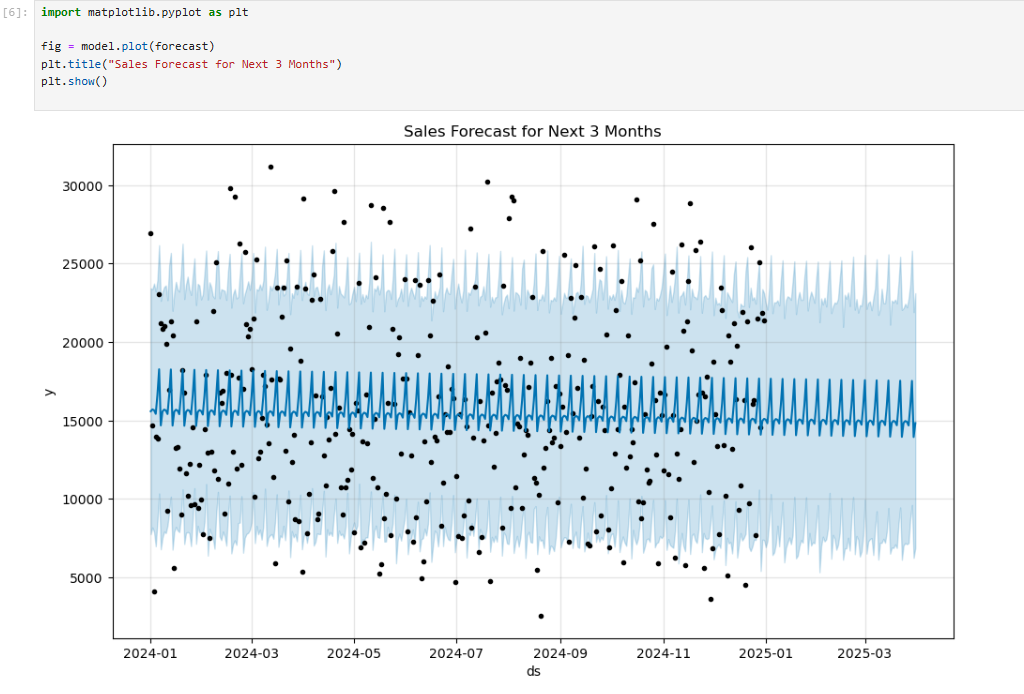 [6]: import matplotlib.pyplot as plt
fig = model.plot(forecast)
plt.title("Sales Forecast for Next 3 Months")
plt.show()
Sales Forecast for Next 3 Months
30000
25000
20000
15000
10000
5000
y
2024-01 2024-03 2024-05 2024-07 2024-09 2024-11 2025-01 2025-03
ds